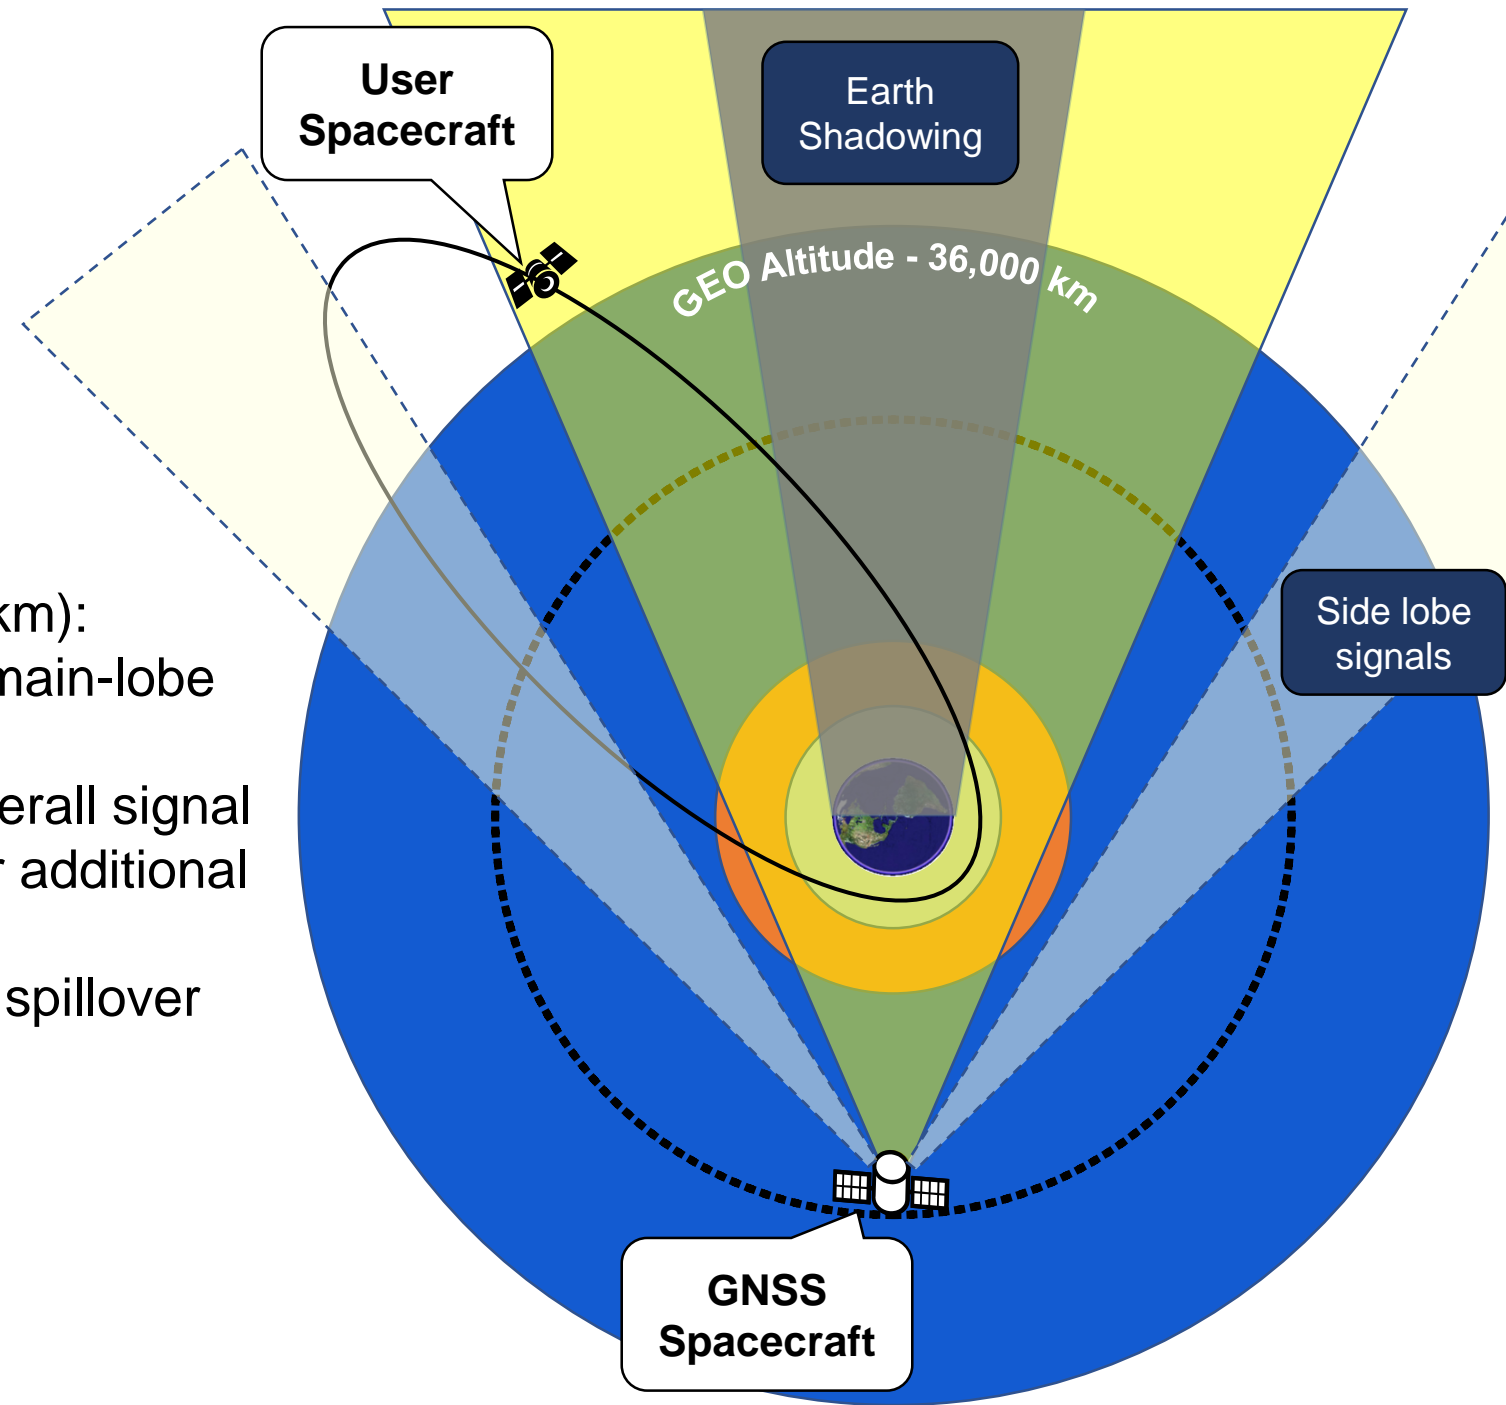 User
Spacecraft
Earth
Shadowing
GEO Altitude - 36,000 km
km):
main-lobe
Side lobe
signals
erall signal
r additional
spillover
GNSS
Spacecraft